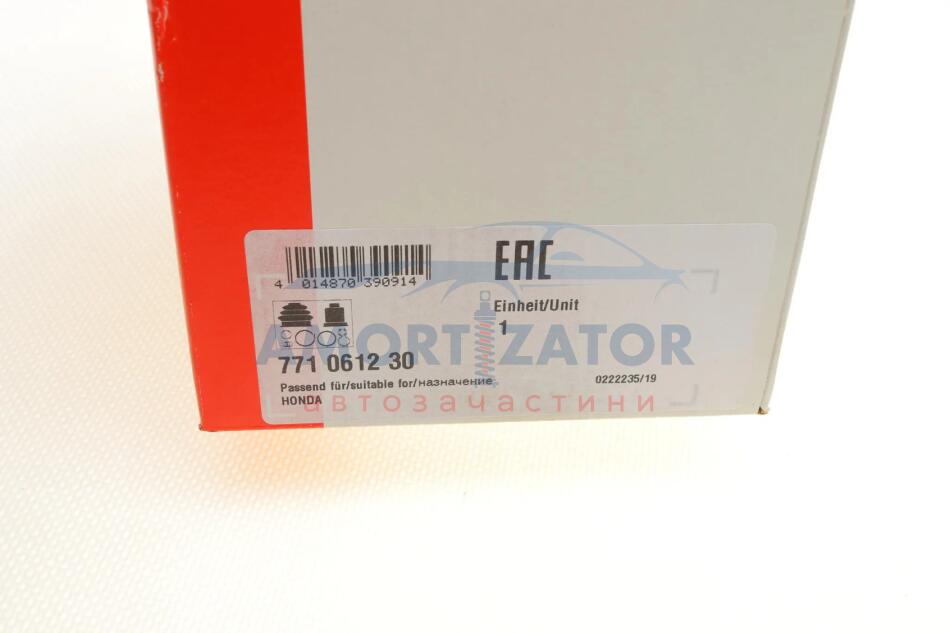 EAC
4 014870 390914
Einheit/Unit
1
AMORTIZATOR
771 0612 30
Passend für/suitable for/назначение
0222235/19
HONDA
автозачастини